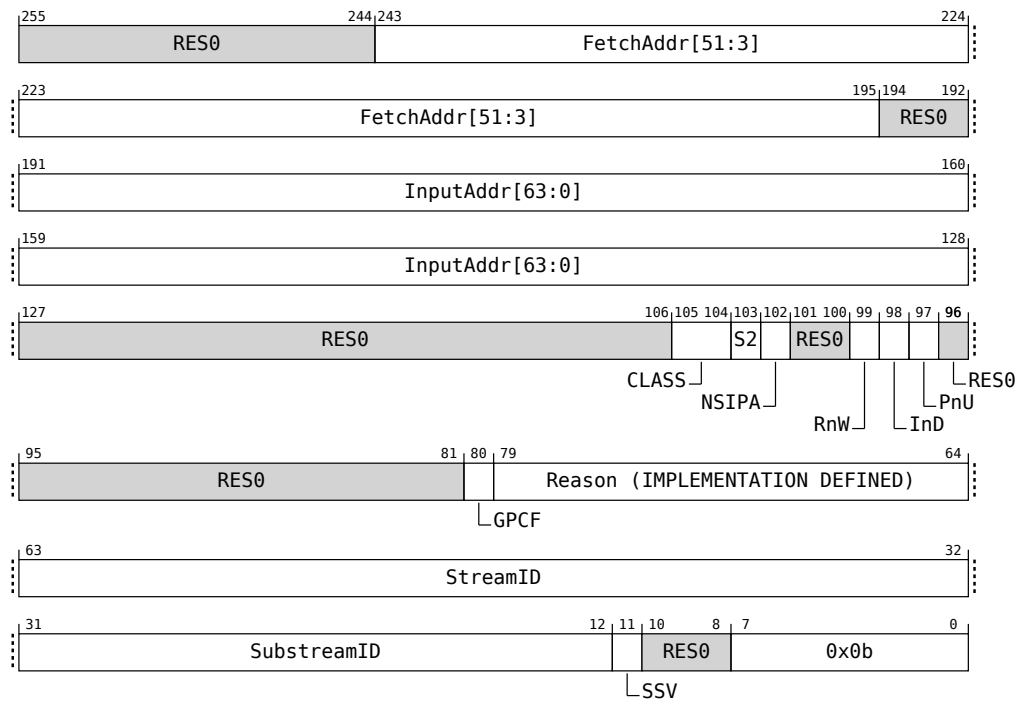 255 244 243 224
RES0 FetchAddr[51:3]
223 195 194 192
FetchAddr[51:3] RES0
191 160
InputAddr[63:0]
159 128
InputAddr[63:0]
127 106 105 104 103 102 101 100 99 98 97 96
RES0 S2 RES0
CLASS RES0
NSIPA PnU
RnW InD
95 81 80 79 64
RES0 Reason (IMPLEMENTATION DEFINED)
GPCF
63 32
StreamID
31 12 11 10 8 7 0
SubstreamID RES0 0x0b
SSV